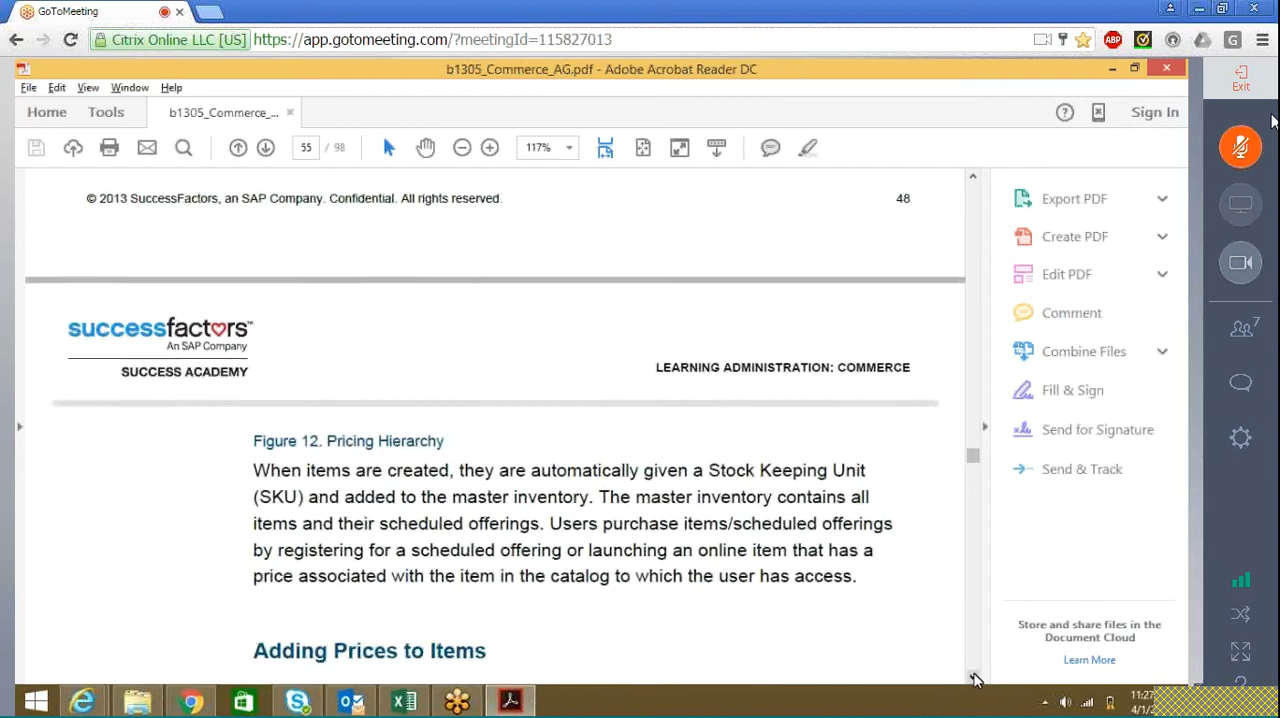 GoToMeeting
Citrix Online LLC [US] https://app.gotomeeting.com/?meetingId=115827013
ABP
G
b1305_Commerce_AG.pdf - Adobe Acrobat Reader DC
Exit
File Edit View Window Help
Home Tools b1305_Commerce_... Sign In
55 / 98 117%
© 2013 SuccessFactors, an SAP Company. Confidential. All rights reserved. 48
Export PDF
Create PDF
Edit PDF
Comment
Combine Files
Fill & Sign
Send for Signature
Send & Track
7
successfactors™
An SAP Company
SUCCESS ACADEMY
LEARNING ADMINISTRATION: COMMERCE
Figure 12. Pricing Hierarchy
When items are created, they are automatically given a Stock Keeping Unit
(SKU) and added to the master inventory. The master inventory contains all
items and their scheduled offerings. Users purchase items/scheduled offerings
by registering for a scheduled offering or launching an online item that has a
price associated with the item in the catalog to which the user has access.
Adding Prices to Items
Store and share files in the
Document Cloud
Learn More
11:27
4/1/2